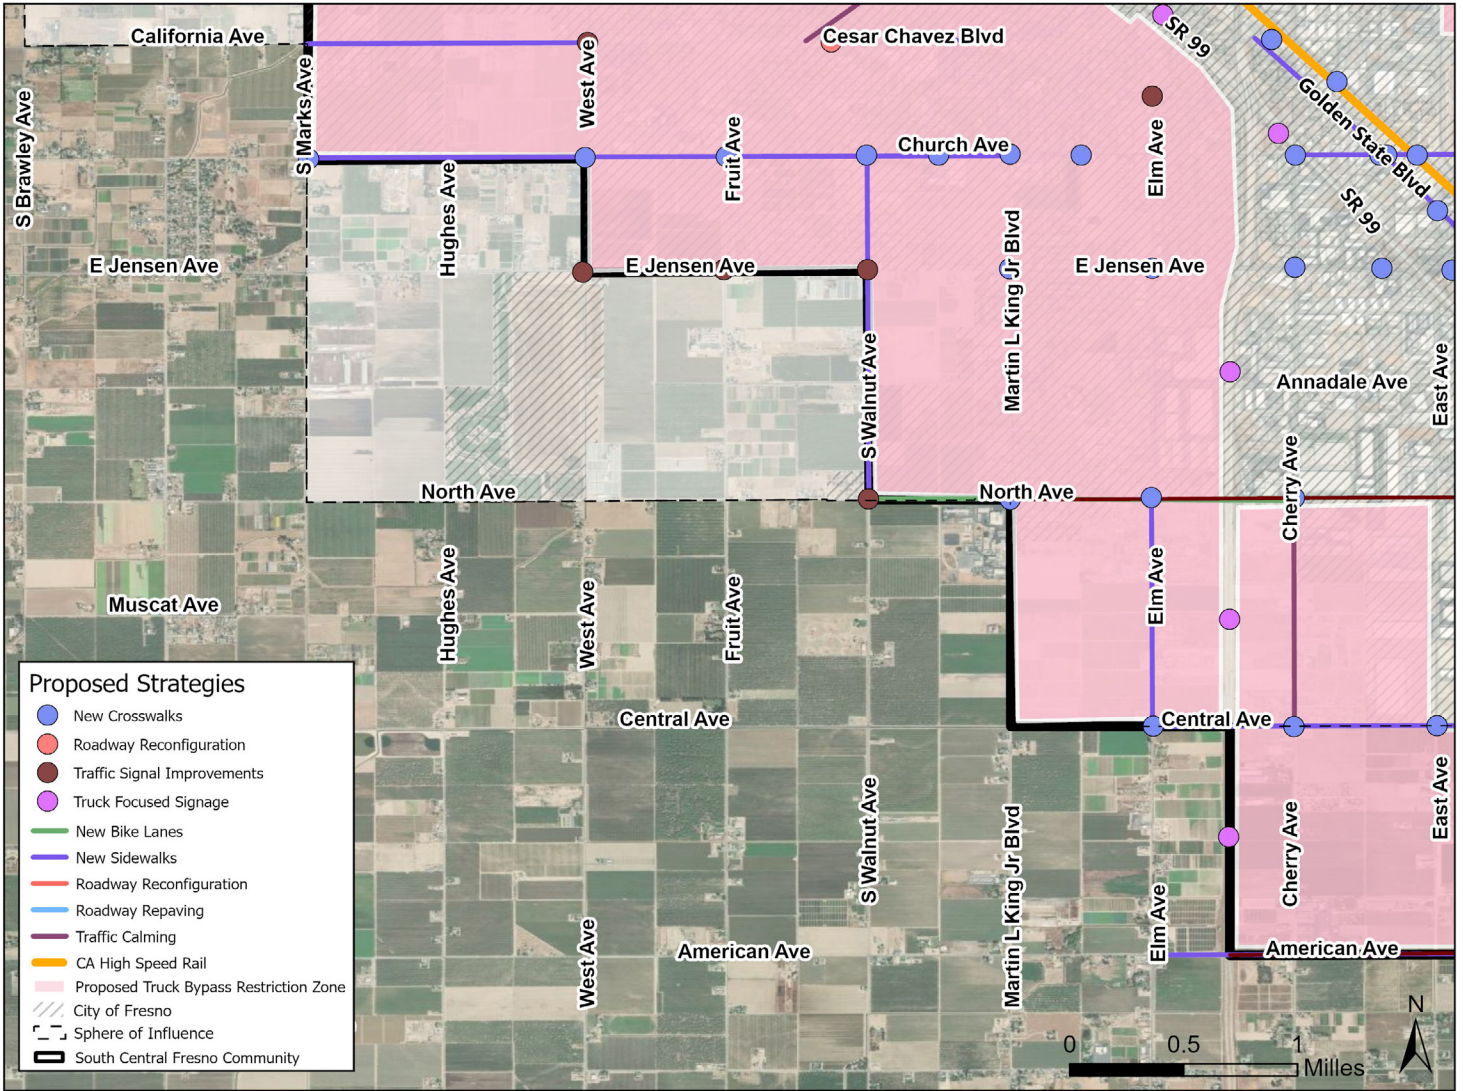 California Ave
Cesar Chavez Blvd
SR 99
S Marks Ave
West Ave
S Brawley Ave
Golden State Blvd
Fruit Ave
Church Ave
Elm Ave
Hughes Ave
SR 99
E Jensen Ave
E Jensen Ave
E Jensen Ave
Martin L King Jr Blvd
S Walnut Ave
Annadale Ave
East Ave
North Ave
North Ave
Cherry Ave
Hughes Ave
West Ave
Fruit Ave
Elm Ave
Muscat Ave
Central Ave
Central Ave
S Walnut Ave
Martin L King Jr Blvd
Cherry Ave
East Ave
Elm Ave
West Ave
American Ave
American Ave
Proposed Strategies
New Crosswalks
Roadway Reconfiguration
Traffic Signal Improvements
Truck Focused Signage
New Bike Lanes
New Sidewalks
Roadway Reconfiguration
Roadway Repaving
Traffic Calming
CA High Speed Rail
Proposed Truck Bypass Restriction Zone
City of Fresno
Sphere of Influence
South Central Fresno Community
N
0 0.5 1
Milles